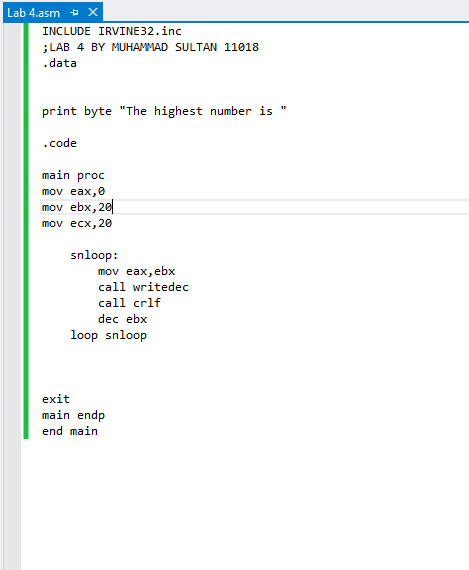 Lab 4.asm
INCLUDE IRVINE32.inc
;LAB 4 BY MUHAMMAD SULTAN 11018
.data
print byte "The highest number is "
.code
main proc
mov eax,0
mov ebx,20
mov ecx,20
snloop:
mov eax,ebx
call writedec
call crlf
dec ebx
loop snloop
exit
main endp
end main